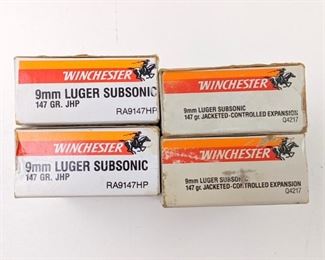 WINCHESTER
9mm LUGER SUBSONIC
147 GR. JHP
RA9147HP
WINCHESTER
9mm LUGER SUBSONIC
147 gr. JACKETED-CONTROLLED EXPANSION
Q4217
WINCHESTER
9mm LUGER SUBSONIC
147 GR. JHP
RA9147HP
WINCHESTER
9mm LUGER SUBSONIC
147 gr. JACKETED-CONTROLLED EXPANSION
Q4217